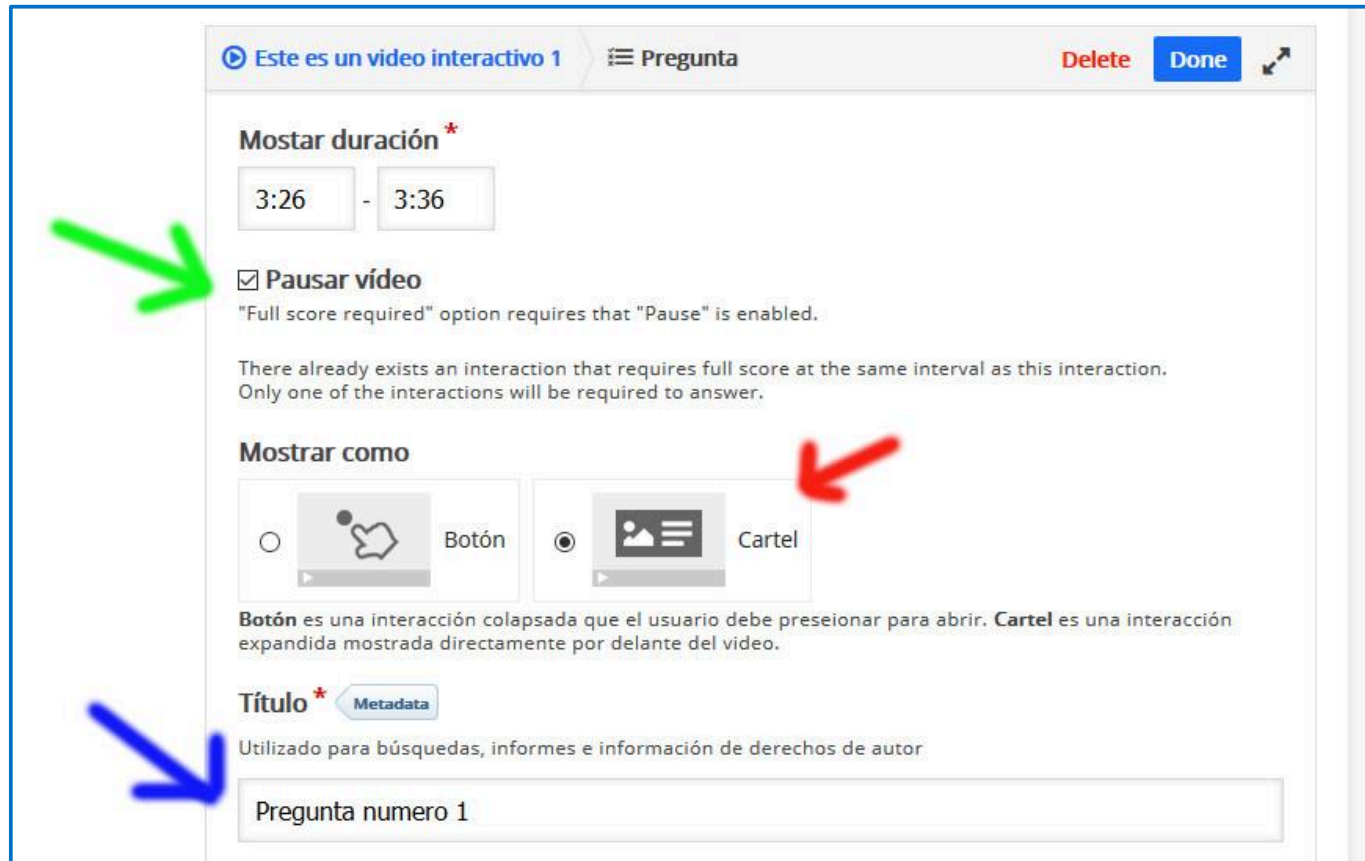 Este es un video interactivo 1 Pregunta Delete Done
Mostar duración *
3:26 - 3:36
Pausar vídeo
"Full score required" option requires that "Pause" is enabled.
There already exists an interaction that requires full score at the same interval as this interaction.
Only one of the interactions will be required to answer.
Mostrar como
Botón Cartel
Botón es una interacción colapsada que el usuario debe preseionar para abrir. Cartel es una interacción
expandida mostrada directamente por delante del video.
Título * Metadata
Utilizado para búsquedas, informes e información de derechos de autor
Pregunta numero 1